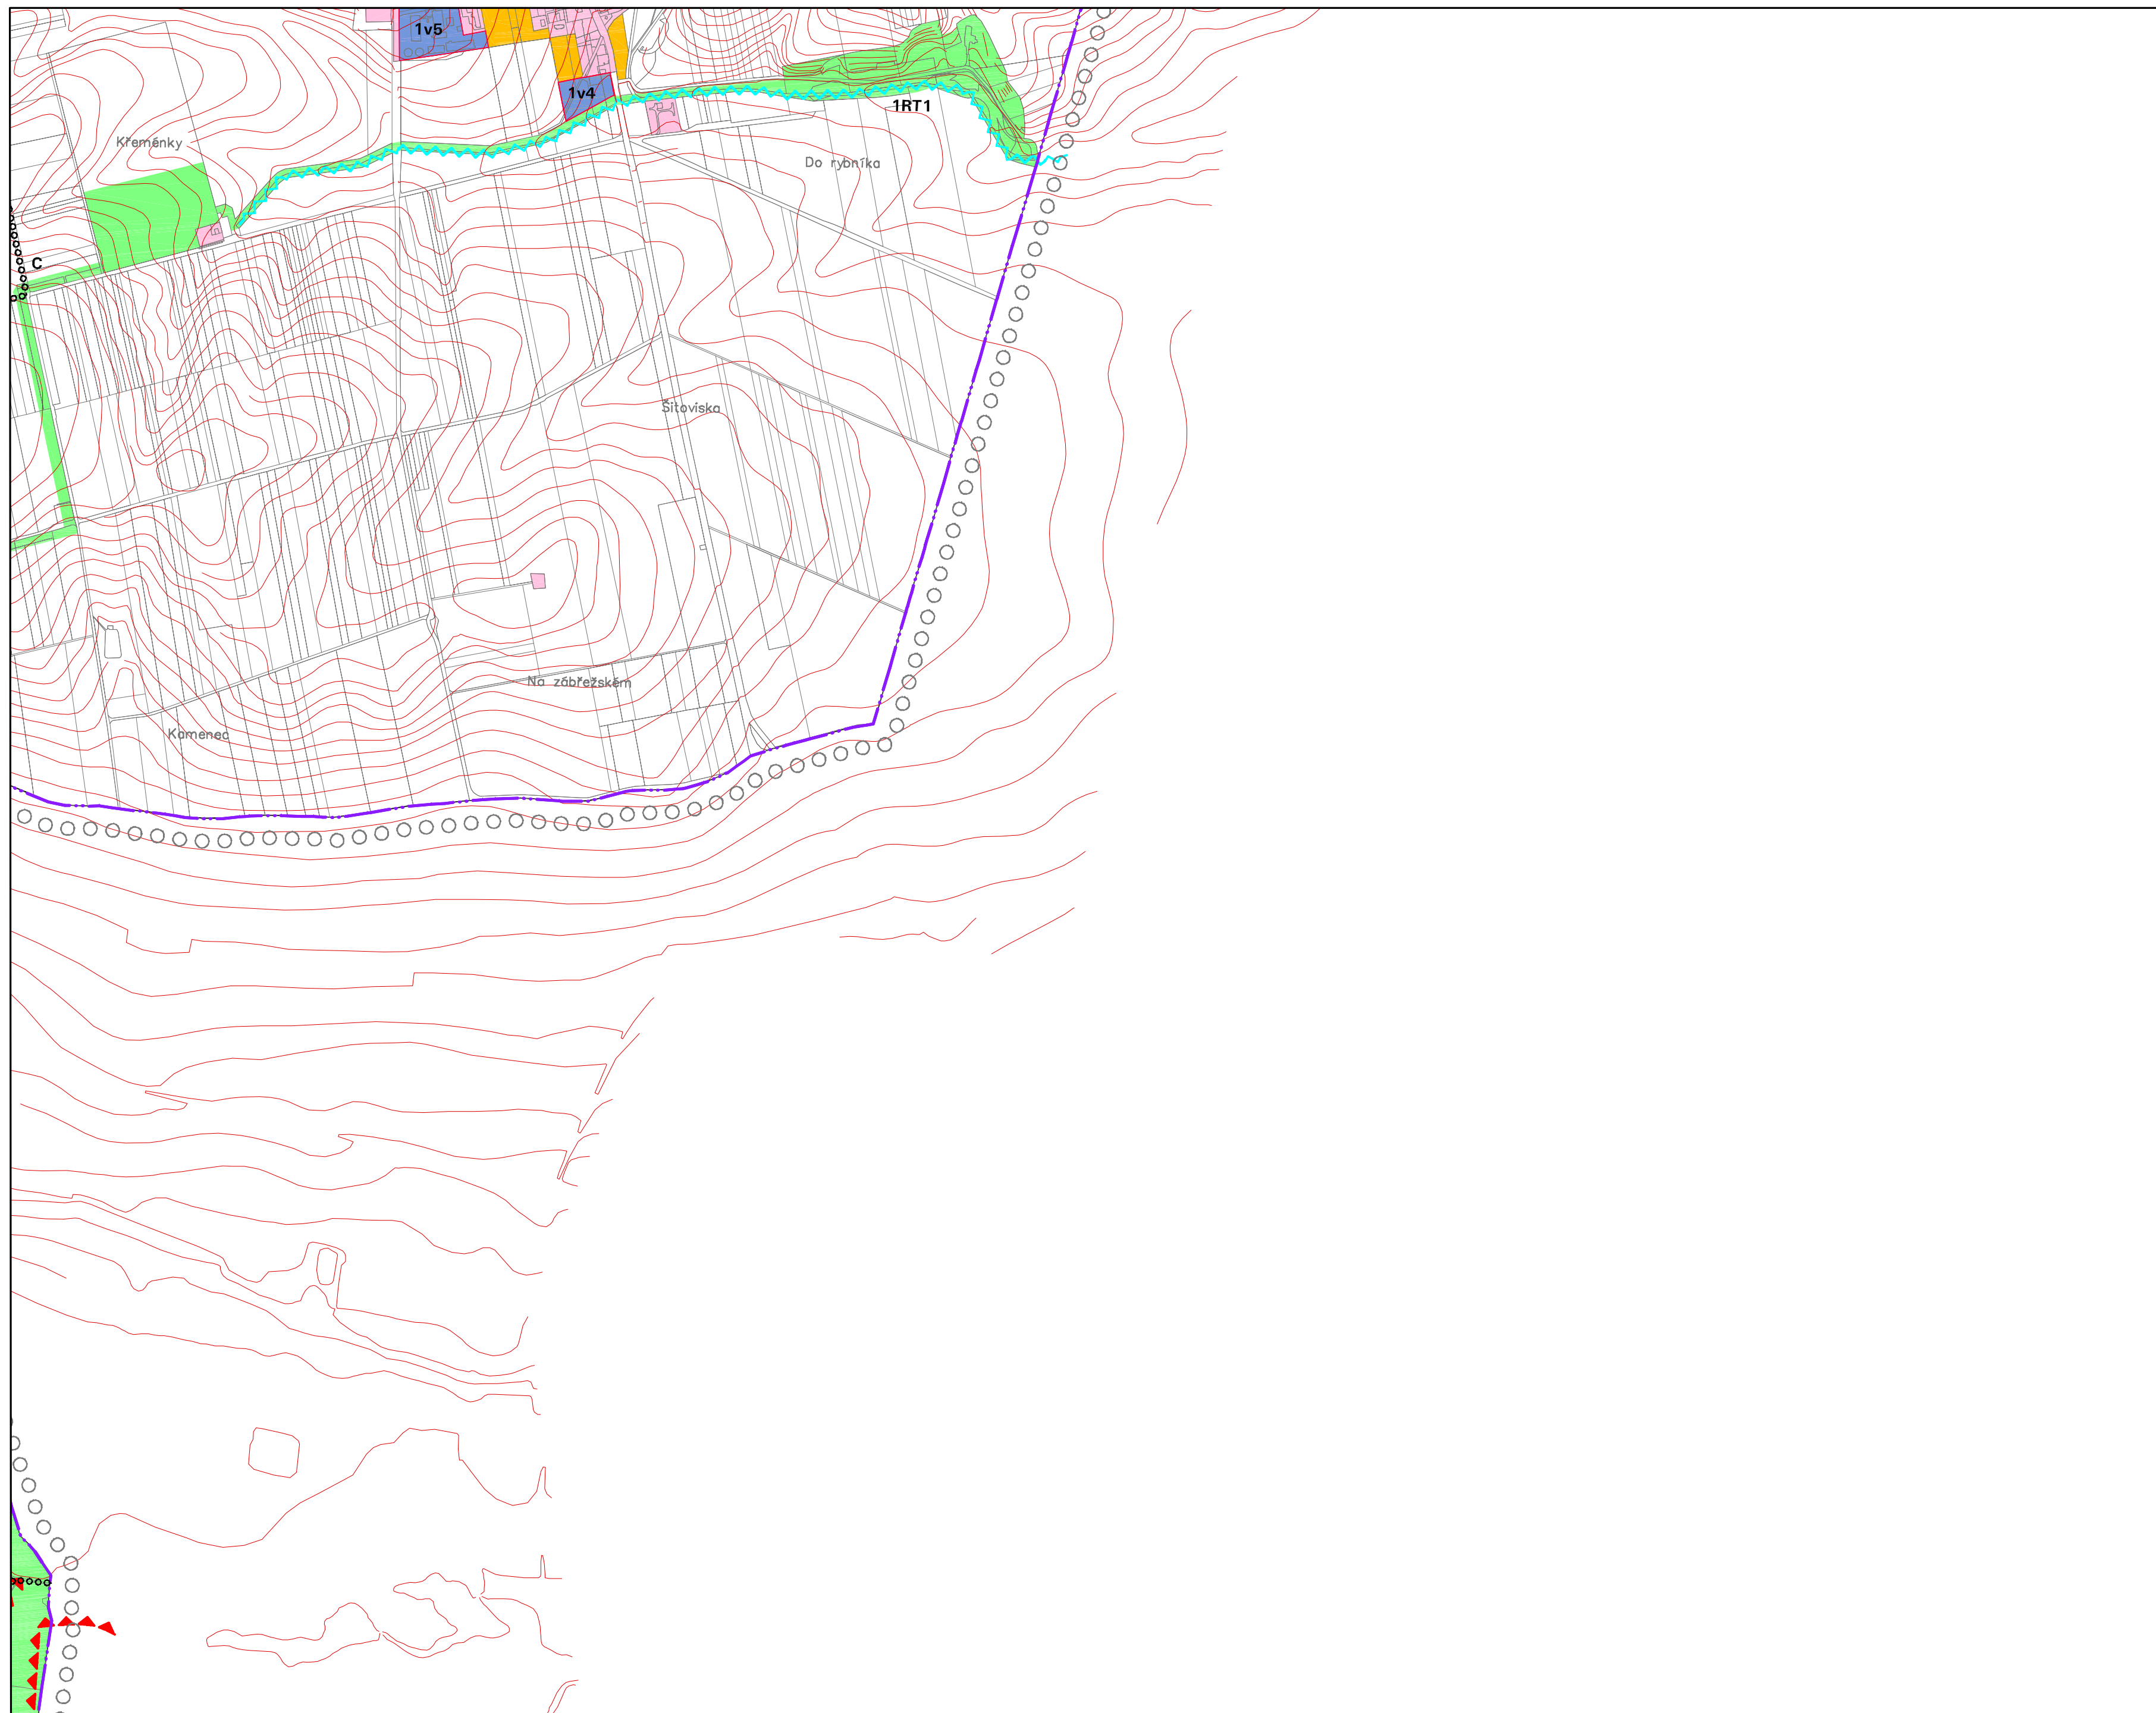 1v5
1v4
1RT1
Křeménky
Do rybníka
C
Šitoviska
Na zábřežském
Kamenec